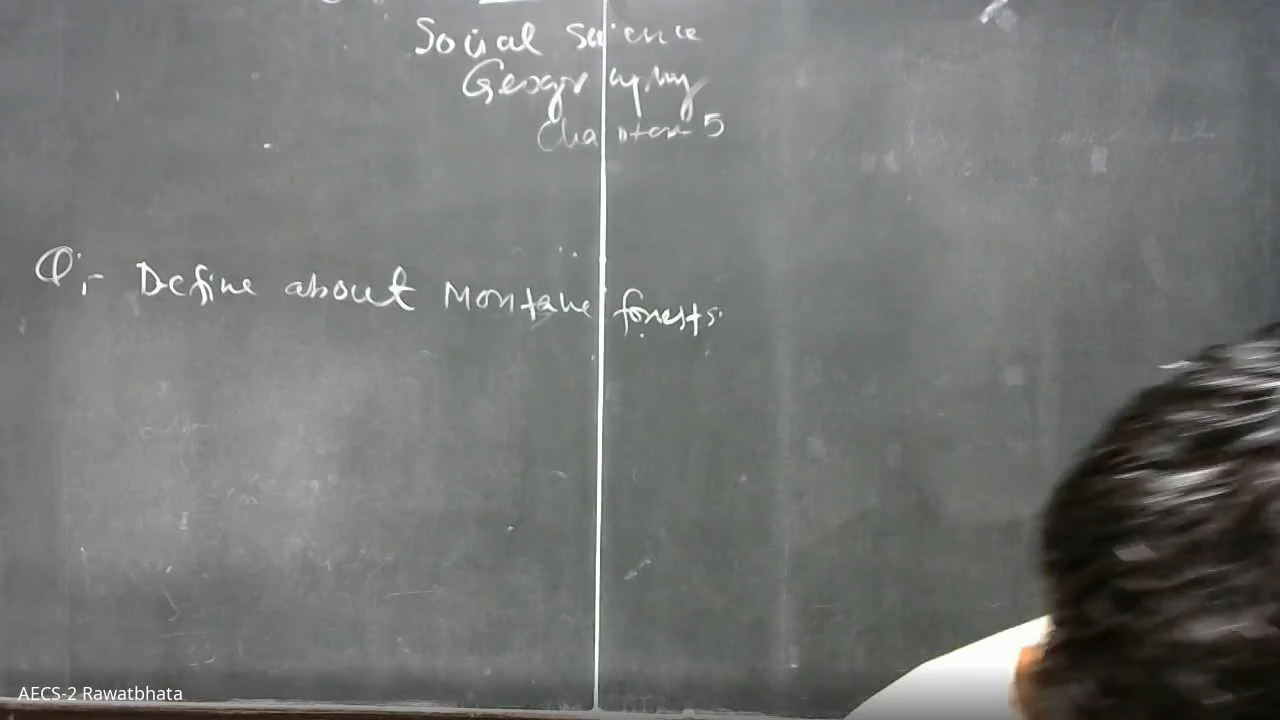 Social Science
Geography
Chapter 5
Q:- Define about Montane forests.
AECS-2 Rawatbhata